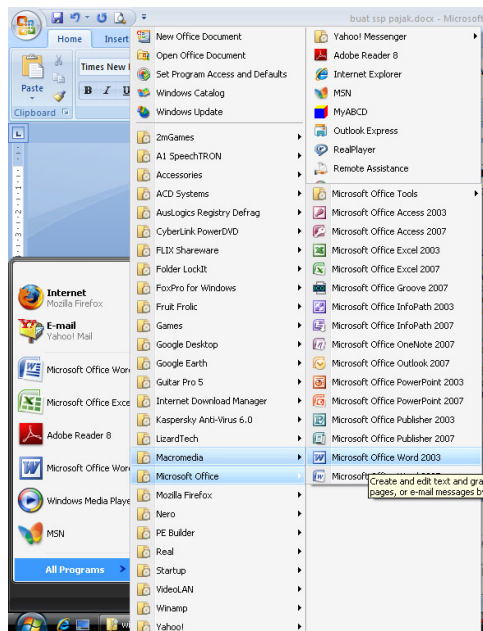 buat ssp pajak.docx - Microsoft
Home Insert
Paste
Times New
B I U
Clipboard
New Office Document
Open Office Document
Set Program Access and Defaults
Windows Catalog
Windows Update
2mGames
A1 SpeechTRON
Accessories
ACD Systems
AusLogics Registry Defrag
CyberLink PowerDVD
FLIX Shareware
Folder LockIt
FoxPro for Windows
Fruit Frolic
Games
Google Desktop
Google Earth
Guitar Pro 5
Internet Download Manager
Kaspersky Anti-Virus 6.0
LizardTech
Macromedia
Microsoft Office
Mozilla Firefox
Nero
PE Builder
Real
Startup
VideoLAN
Winamp
Yahoo!
Yahoo! Messenger
Adobe Reader 8
Internet Explorer
MSN
MyABCD
Outlook Express
RealPlayer
Remote Assistance
Microsoft Office Tools
Microsoft Office Access 2003
Microsoft Office Access 2007
Microsoft Office Excel 2003
Microsoft Office Excel 2007
Microsoft Office Groove 2007
Microsoft Office InfoPath 2003
Microsoft Office InfoPath 2007
Microsoft Office OneNote 2007
Microsoft Office Outlook 2007
Microsoft Office PowerPoint 2003
Microsoft Office PowerPoint 2007
Microsoft Office Publisher 2003
Microsoft Office Publisher 2007
Microsoft Office Word 2003
Create and edit text and gra
pages, or e-mail messages by
Internet
Mozilla Firefox
E-mail
Yahoo! Mail
Microsoft Office Wor
Microsoft Office Exce
Adobe Reader 8
Microsoft Office Wor
Windows Media Playe
MSN
All Programs